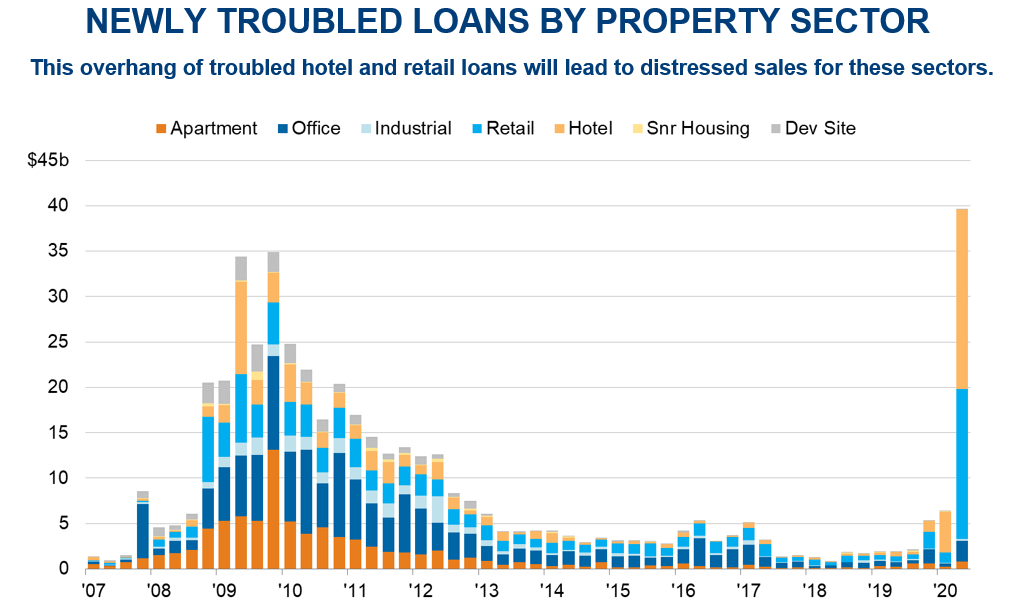 NEWLY TROUBLED LOANS BY PROPERTY SECTOR
This overhang of troubled hotel and retail loans will lead to distressed sales for these sectors.
Apartment Office Industrial Retail Hotel Snr Housing Dev Site
$45b
40
35
30
25
20
15
10
5
0
'07 '08 '09 '10 '11 '12 '13 '14 '15 '16 '17 '18 '19 '20